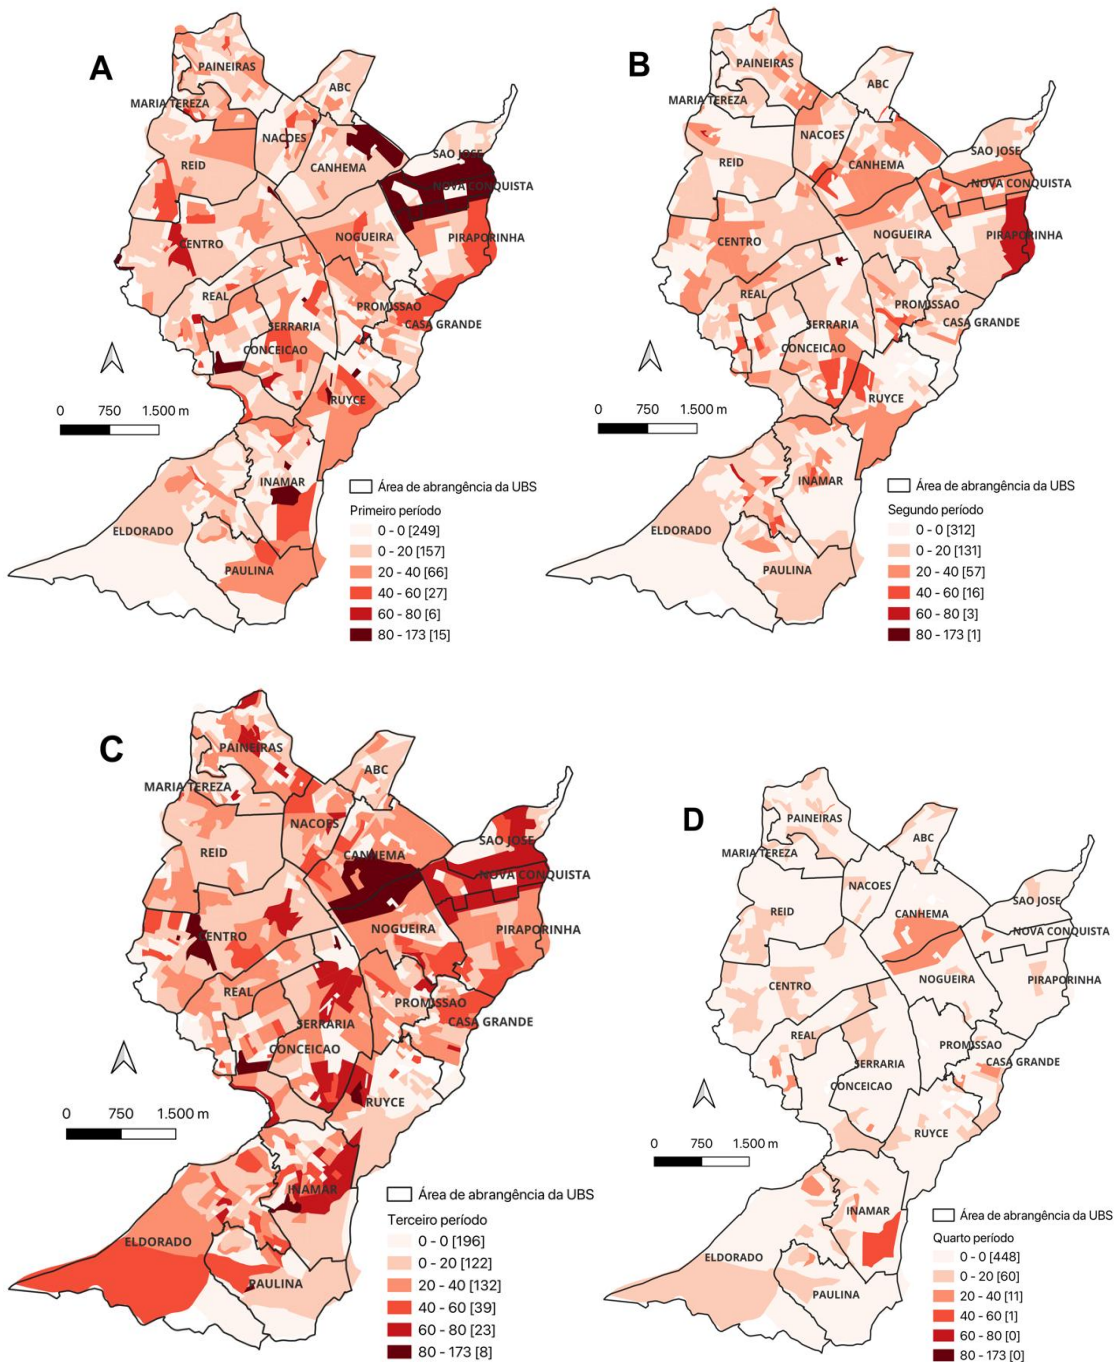 A
PAINEIRAS
ABC
MARIA TEREZA
NACOES
SAO JOSE
REID
CANHEMA
NOVA CONQUISTA
CENTRO
NOGUEIRA
PIRAPORINHA
REAL
PROMISSAO
SERRARIA
CASA GRANDE
CONCEICAO
RUYCE
0 750 1.500 m
INAMAR
ELDORADO
PAULINA
Área de abrangência da UBS
Primeiro período
0 - 0 [249]
0 - 20 [157]
20 - 40 [66]
40 - 60 [27]
60 - 80 [6]
80 - 173 [15]
B
PAINEIRAS
ABC
MARIA TEREZA
NACOES
SAO JOSE
REID
CANHEMA
NOVA CONQUISTA
CENTRO
NOGUEIRA
PIRAPORINHA
REAL
PROMISSAO
SERRARIA
CASA GRANDE
CONCEICAO
RUYCE
0 750 1.500 m
INAMAR
ELDORADO
PAULINA
Área de abrangência da UBS
Segundo período
0 - 0 [312]
0 - 20 [131]
20 - 40 [57]
40 - 60 [16]
60 - 80 [3]
80 - 173 [1]
C
PAINEIRAS
ABC
MARIA TEREZA
NACOES
SAO JOSE
REID
CANHEMA
NOVA CONQUISTA
CENTRO
NOGUEIRA
PIRAPORINHA
REAL
PROMISSAO
SERRARIA
CASA GRANDE
CONCEICAO
RUYCE
0 750 1.500 m
INAMAR
ELDORADO
PAULINA
Área de abrangência da UBS
Terceiro período
0 - 0 [196]
0 - 20 [122]
20 - 40 [132]
40 - 60 [39]
60 - 80 [23]
80 - 173 [8]
D
PAINEIRAS
ABC
MARIA TEREZA
NACOES
SAO JOSE
REID
CANHEMA
NOVA CONQUISTA
CENTRO
NOGUEIRA
PIRAPORINHA
REAL
PROMISSAO
SERRARIA
CASA GRANDE
CONCEICAO
RUYCE
0 750 1.500 m
INAMAR
ELDORADO
PAULINA
Área de abrangência da UBS
Quarto período
0 - 0 [448]
0 - 20 [60]
20 - 40 [11]
40 - 60 [1]
60 - 80 [0]
80 - 173 [0]